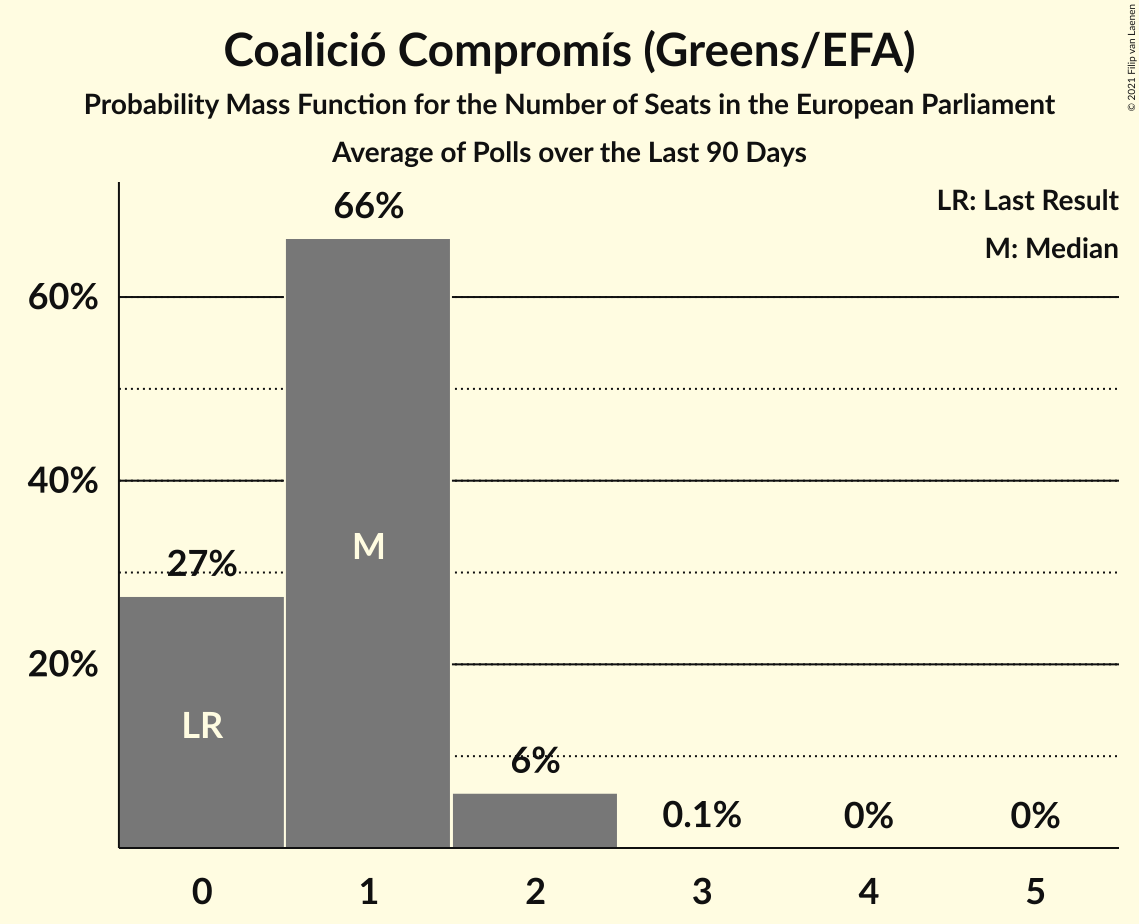 Coalició Compromís (Greens/EFA)
Probability Mass Function for the Number of Seats in the European Parliament
Average of Polls over the Last 90 Days
© 2021 Filip van Laenen
LR: Last Result
M: Median
66%
60%
40%
27%
M
20%
LR
6%
0.1%
0%
0%
0 1 2 3 4 5